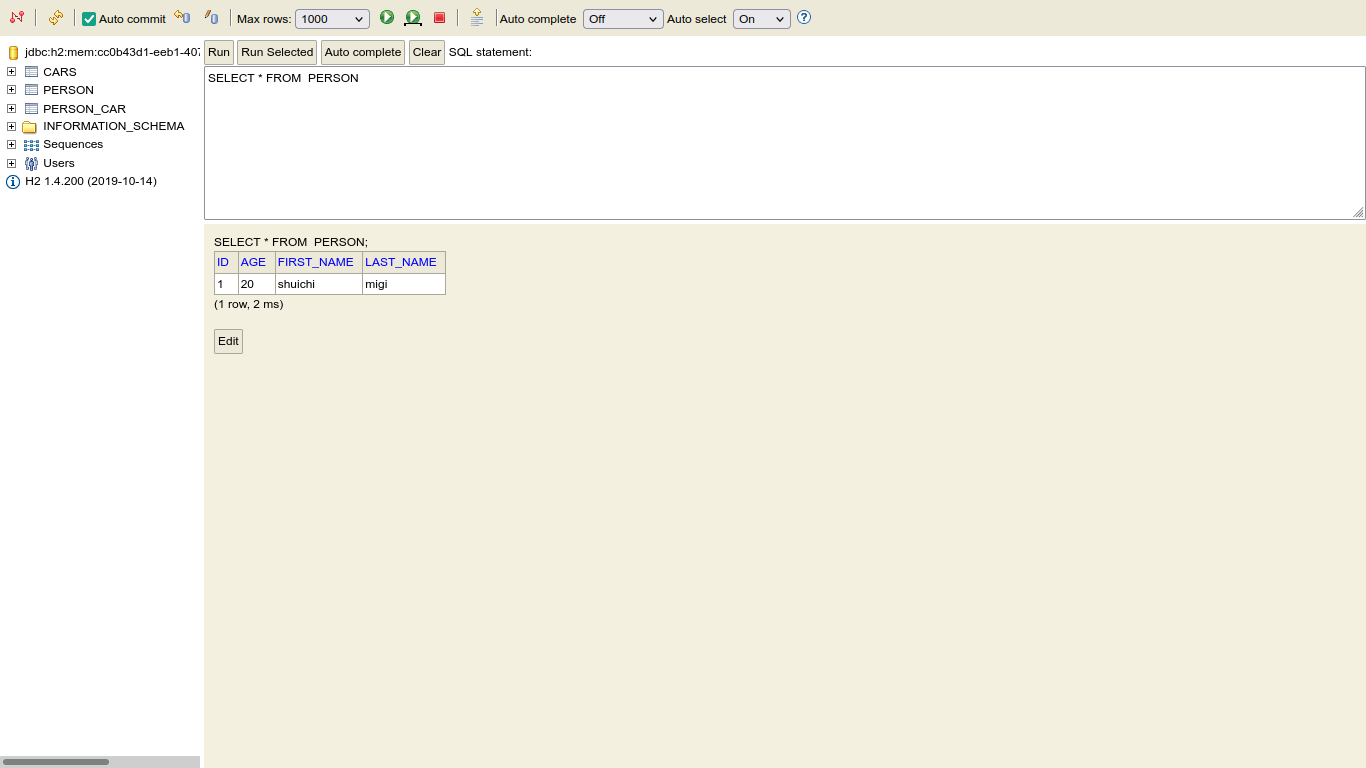 Auto commit Max rows: 1000 Auto complete Off Auto select On
jdbc:h2:mem:cc0b43d1-eeb1-407
CARS
PERSON
PERSON_CAR
INFORMATION_SCHEMA
Sequences
Users
H2 1.4.200 (2019-10-14)
Run Run Selected Auto complete Clear SQL statement:
SELECT * FROM  PERSON
SELECT * FROM  PERSON;
ID AGE FIRST_NAME LAST_NAME
1 20 shuichi migi
(1 row, 2 ms)
Edit